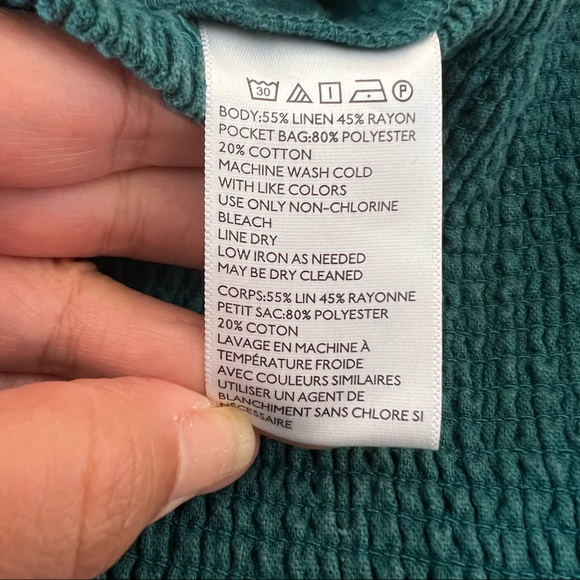 30 P
BODY:55% LINEN 45% RAYON
POCKET BAG:80% POLYESTER
20% COTTON
MACHINE WASH COLD
WITH LIKE COLORS
USE ONLY NON-CHLORINE
BLEACH
LINE DRY
LOW IRON AS NEEDED
MAY BE DRY CLEANED
CORPS:55% LIN 45% RAYONNE
PETIT SAC:80% POLYESTER
20% COTON
LAVAGE EN MACHINE À
TEMPÉRATURE FROIDE
AVEC COULEURS SIMILAIRES
UTILISER UN AGENT DE
BLANCHIMENT SANS CHLORE SI
NÉCESSAIRE